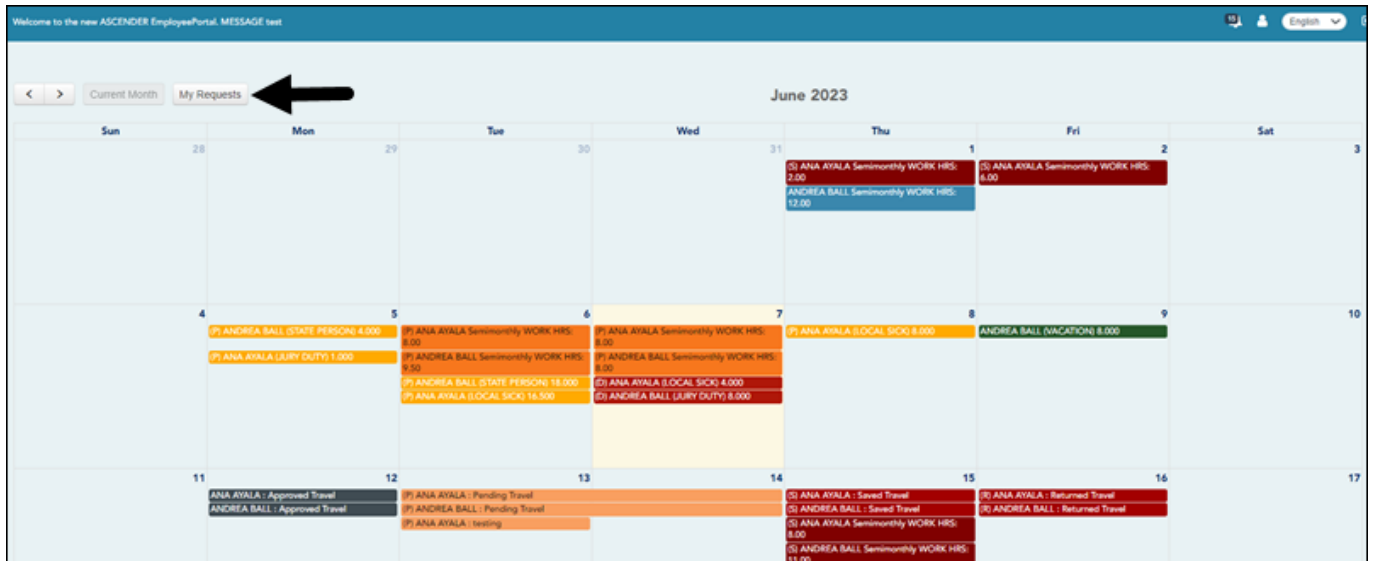 Welcome to the new ASCENDER EmployeePortal. MESSAGE test
15
English
< > Current Month My Requests
June 2023
Sun Mon Tue Wed Thu Fri Sat
28 29 30 31 1 2 3
(S) ANA AYALA Semimonthly WORK HRS:
2.00
(S) ANA AYALA Semimonthly WORK HRS:
6.00
ANDREA BALL Semimonthly WORK HRS:
12.00
4 5 6 7 8 9 10
(P) ANDREA BALL (STATE PERSON) 4.000
(P) ANA AYALA (JURY DUTY) 1.000
(P) ANA AYALA Semimonthly WORK HRS:
8.00
(P) ANDREA BALL Semimonthly WORK HRS:
9.50
(P) ANDREA BALL (STATE PERSON) 18.000
(P) ANA AYALA (LOCAL SICK) 16.500
(P) ANA AYALA Semimonthly WORK HRS:
8.00
(P) ANDREA BALL Semimonthly WORK HRS:
8.00
(D) ANA AYALA (LOCAL SICK) 4.000
(D) ANDREA BALL (JURY DUTY) 8.000
(P) ANA AYALA (LOCAL SICK) 8.000
ANDREA BALL (VACATION) 8.000
11 12 13 14 15 16 17
ANA AYALA : Approved Travel
ANDREA BALL : Approved Travel
(P) ANA AYALA : Pending Travel
(P) ANDREA BALL : Pending Travel
(P) ANA AYALA : testing
(S) ANA AYALA : Saved Travel
(S) ANDREA BALL : Saved Travel
(S) ANA AYALA Semimonthly WORK HRS:
8.00
(S) ANDREA BALL Semimonthly WORK HRS:
11.00
(R) ANA AYALA : Returned Travel
(R) ANDREA BALL : Returned Travel